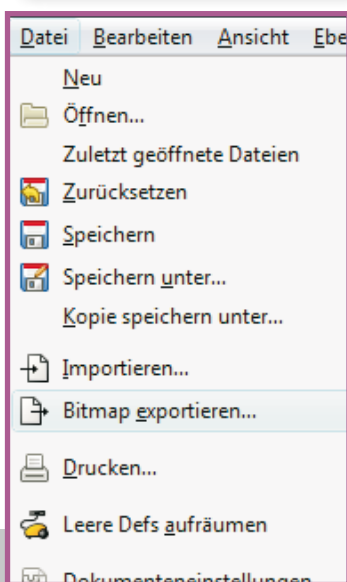 Datei Bearbeiten Ansicht Ebe
Neu
Öffnen...
Zuletzt geöffnete Dateien
Zurücksetzen
Speichern
Speichern unter...
Kopie speichern unter...
Importieren...
Bitmap exportieren...
Drucken...
Leere Defs aufräumen
Dokumenteneinstellungen